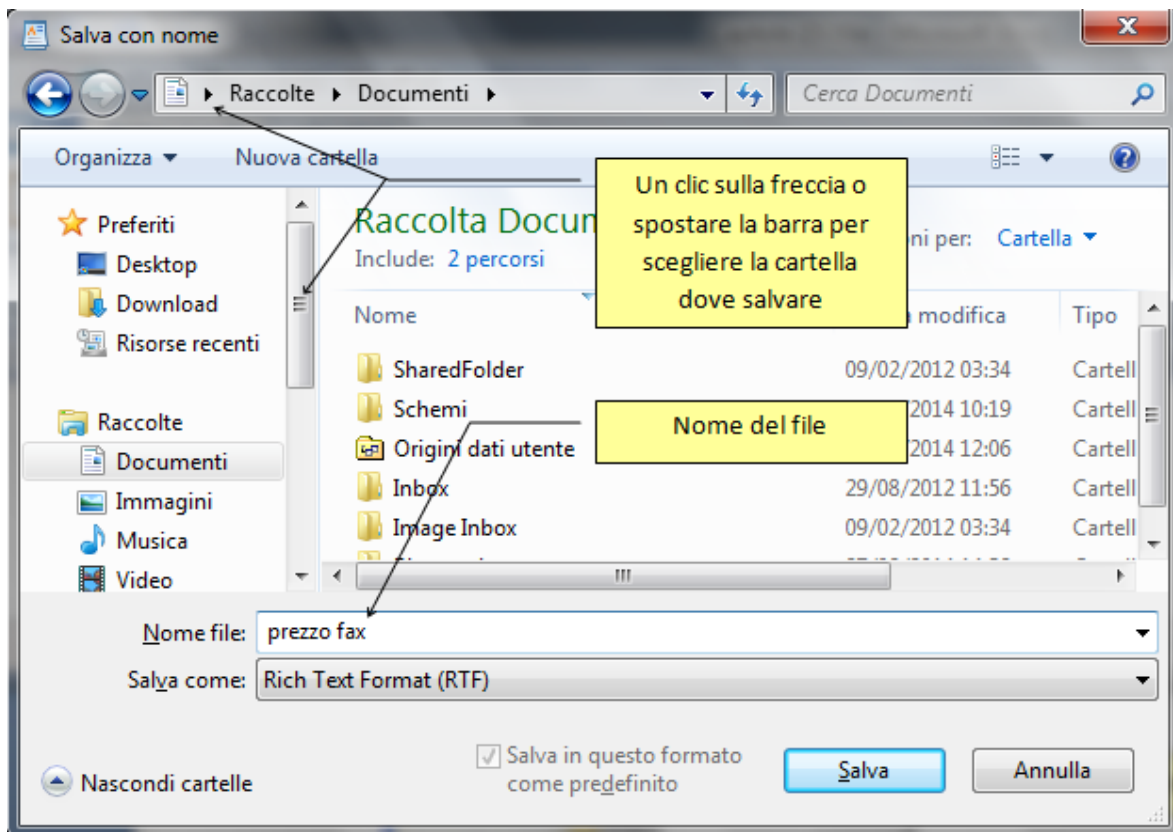 Salva con nome
Raccolte Documenti
Cerca Documenti
Organizza Nuova cartella
Preferiti
Desktop
Download
Risorse recenti
Raccolte
Documenti
Immagini
Musica
Video
Raccolta Docum
Include: 2 percorsi
ni per: Cartella
Un clic sulla freccia o
spostare la barra per
scegliere la cartella
dove salvare
Nome modifica Tipo
SharedFolder 09/02/2012 03:34 Cartell
Schemi 2014 10:19 Cartell
Origini dati utente 2014 12:06 Cartell
Inbox 29/08/2012 11:56 Cartell
Image Inbox 09/02/2012 03:34 Cartell
Nome del file
Nome file: prezzo fax
Salva come: Rich Text Format (RTF)
Salva in questo formato
come predefinito
Nascondi cartelle
Salva Annulla